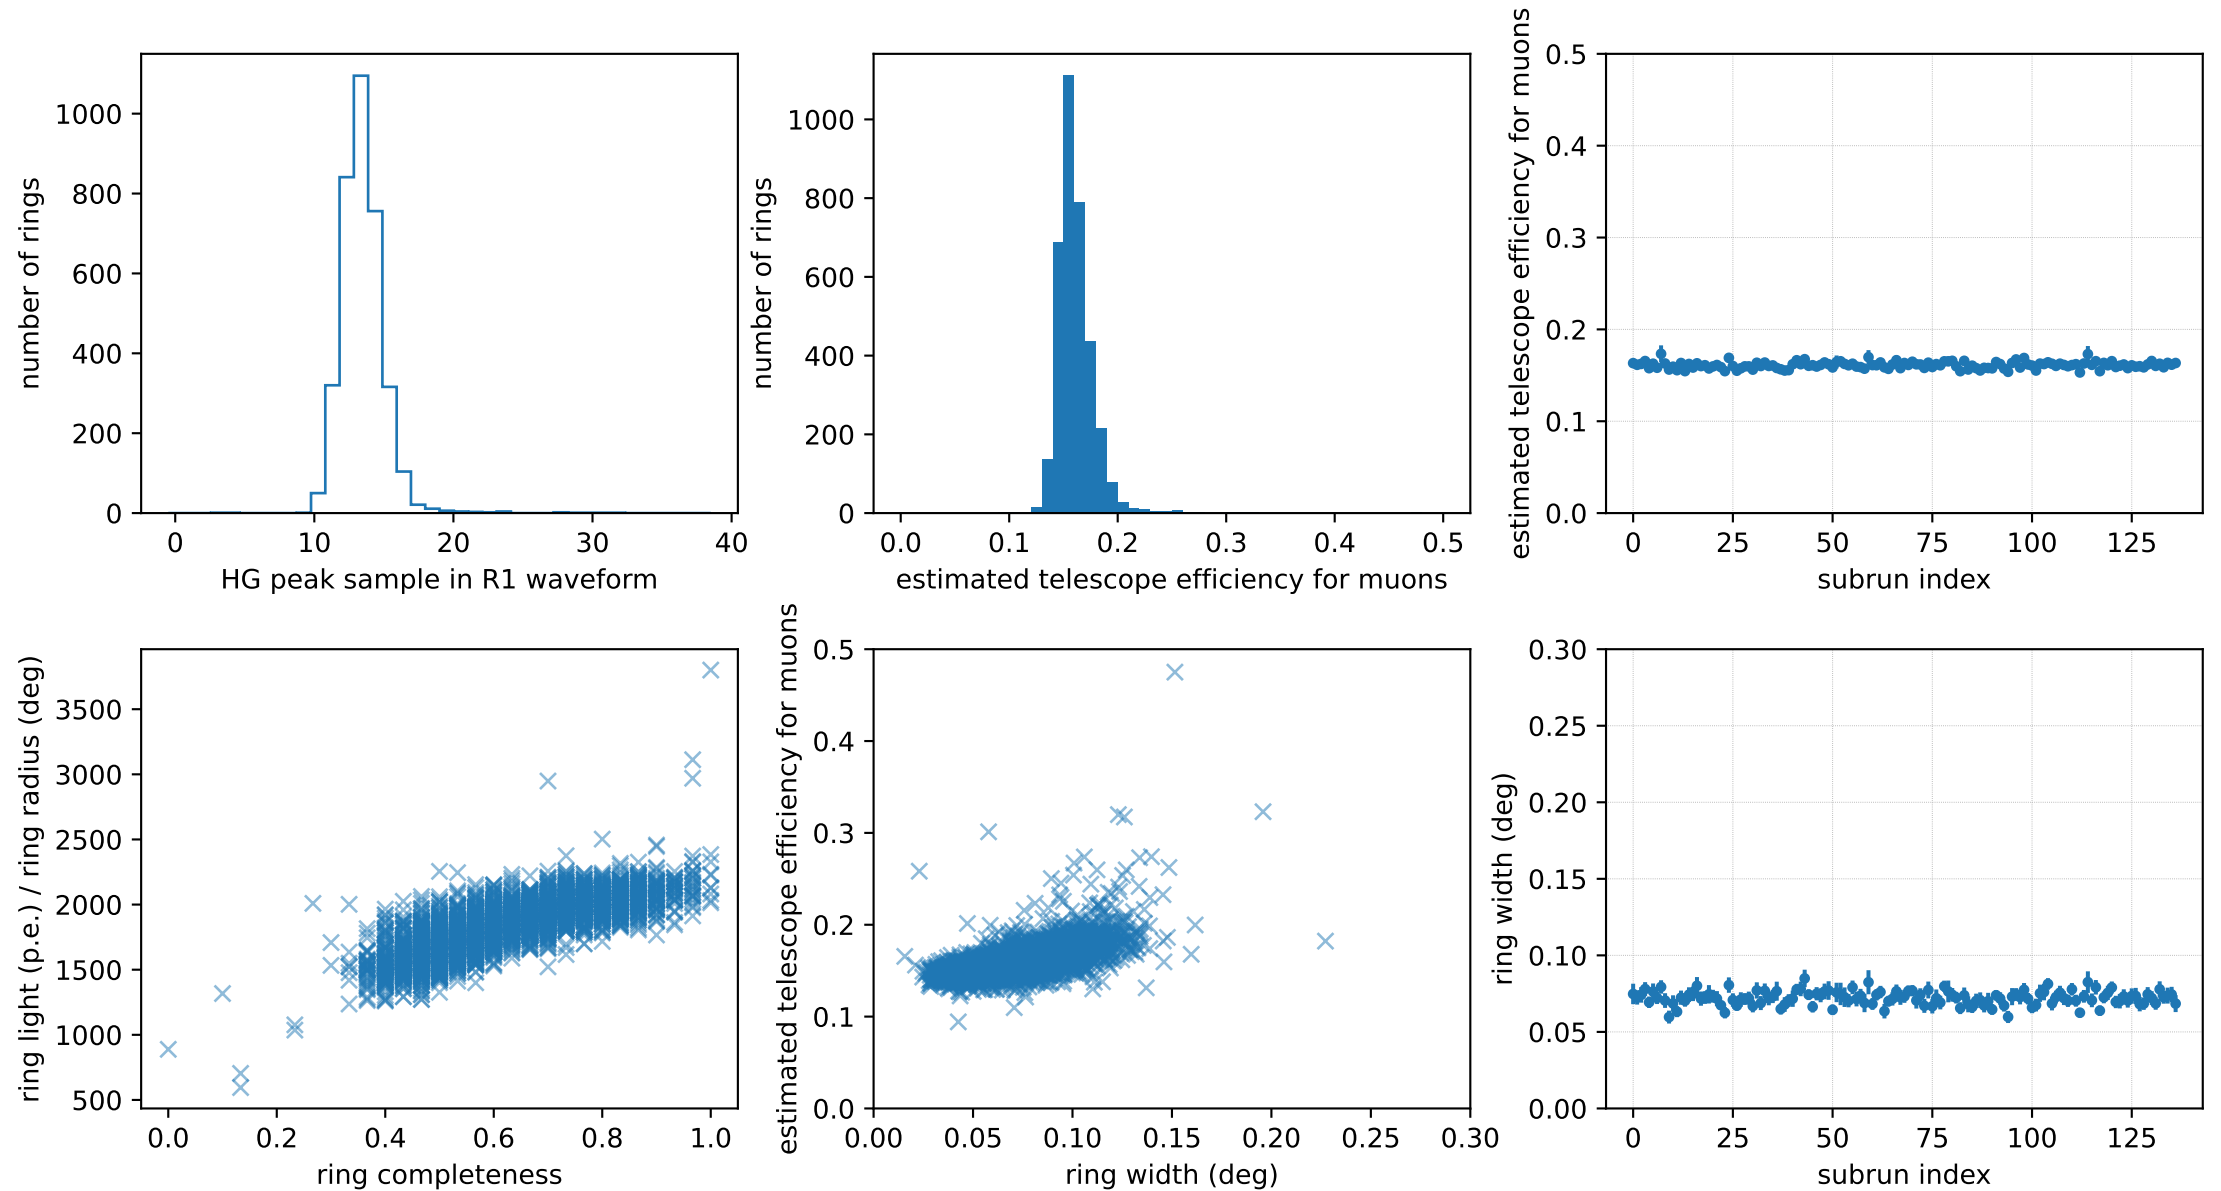 number of rings
1000
800
600
400
200
0
0 10 20 30 40
HG peak sample in R1 waveform
number of rings
1000
800
600
400
200
0
0.0 0.1 0.2 0.3 0.4 0.5
estimated telescope efficiency for muons
estimated telescope efficiency for muons
0.5
0.4
0.3
0.2
0.1
0.0
0 25 50 75 100 125
subrun index
ring light (p.e.) / ring radius (deg)
3500
3000
2500
2000
1500
1000
500
0.0 0.2 0.4 0.6 0.8 1.0
ring completeness
estimated telescope efficiency for muons
0.5
0.4
0.3
0.2
0.1
0.0
0.00 0.05 0.10 0.15 0.20 0.25 0.30
ring width (deg)
ring width (deg)
0.30
0.25
0.20
0.15
0.10
0.05
0.00
0 25 50 75 100 125
subrun index